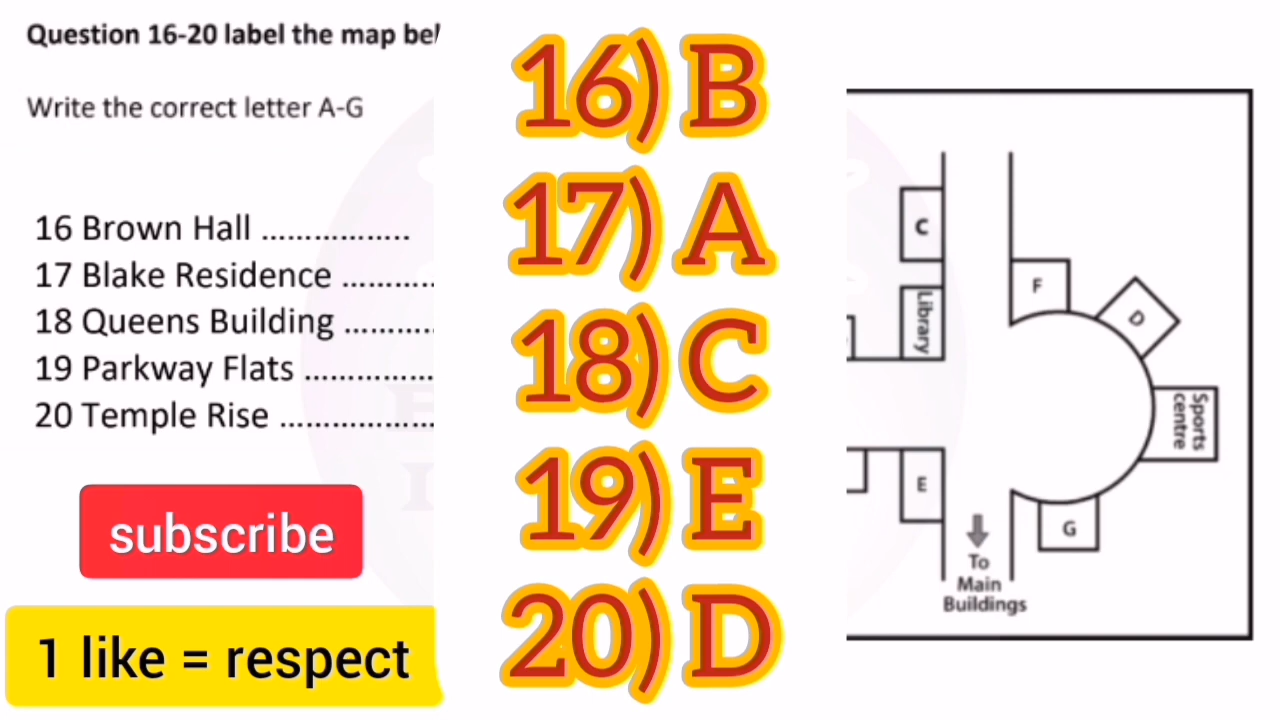 Question 16-20 label the map
Write the correct letter A-G
16 Brown Hall ................
17 Blake Residence ..........
18 Queens Building .........
19 Parkway Flats ..............
20 Temple Rise .................
subscribe
1 like = respect
16) B
17) A
18) C
19) E
20) D
C
Library
F
D
Sports
centre
E
G
To
Main
Buildings